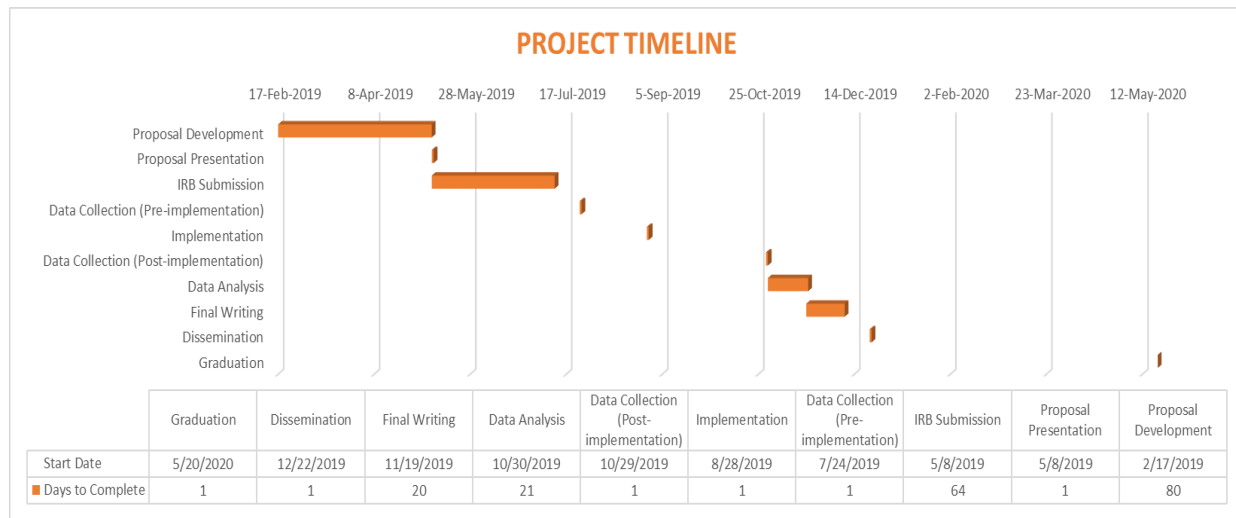 PROJECT TIMELINE
17-Feb-2019 8-Apr-2019 28-May-2019 17-Jul-2019 5-Sep-2019 25-Oct-2019 14-Dec-2019 2-Feb-2020 23-Mar-2020 12-May-2020
Proposal Development
Proposal Presentation
IRB Submission
Data Collection (Pre-implementation)
Implementation
Data Collection (Post-implementation)
Data Analysis
Final Writing
Dissemination
Graduation
Graduation Dissemination Final Writing Data Analysis Data Collection (Post-implementation) Implementation Data Collection (Pre-implementation) IRB Submission Proposal Presentation Proposal Development
Start Date 5/20/2020 12/22/2019 11/19/2019 10/30/2019 10/29/2019 8/28/2019 7/24/2019 5/8/2019 5/8/2019 2/17/2019
Days to Complete 1 1 20 21 1 1 1 64 1 80